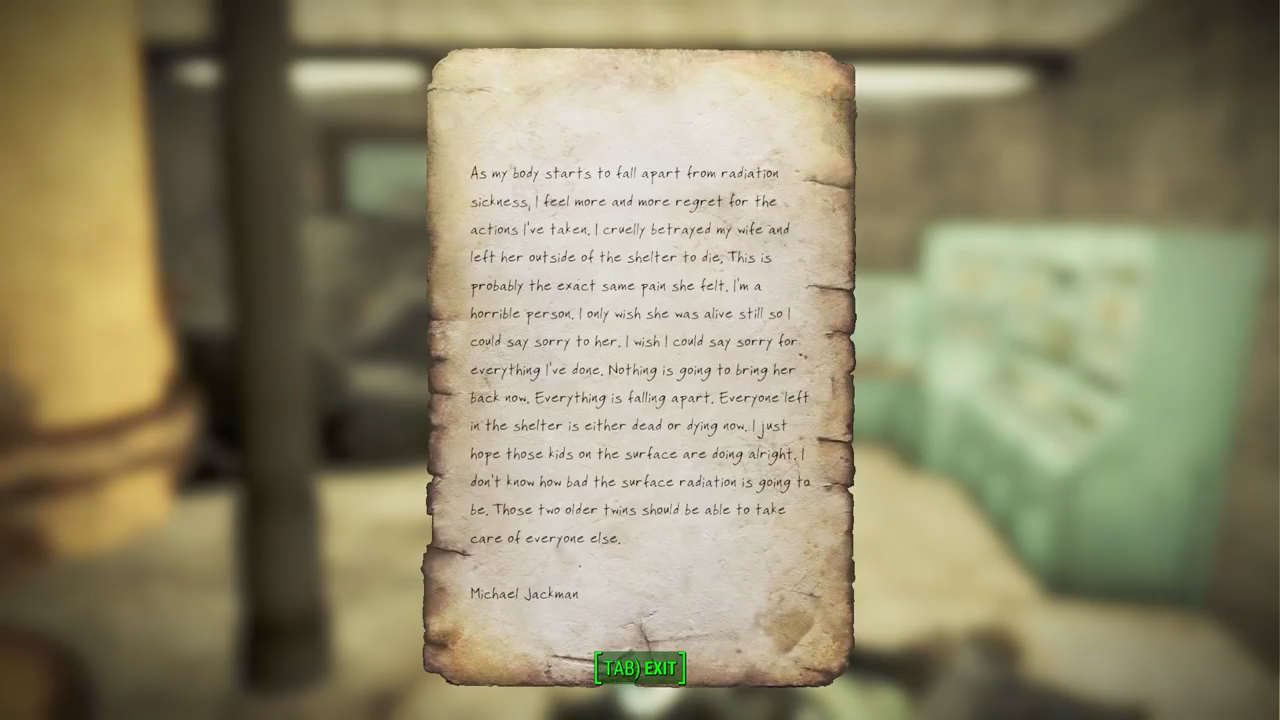 As my body starts to fall apart from radiation
sickness, I feel more and more regret for the
actions I've taken. I cruelly betrayed my wife and
left her outside of the shelter to die. This is
probably the exact same pain she felt. I'm a
horrible person. I only wish she was alive still so I
could say sorry to her. I wish I could say sorry for
everything I've done. Nothing is going to bring her
back now. Everything is falling apart. Everyone left
in the shelter is either dead or dying now. I just
hope those kids on the surface are doing alright. I
don't know how bad the surface radiation is going to
be. Those two older twins should be able to take
care of everyone else.
Michael Jackman
TAB) EXIT